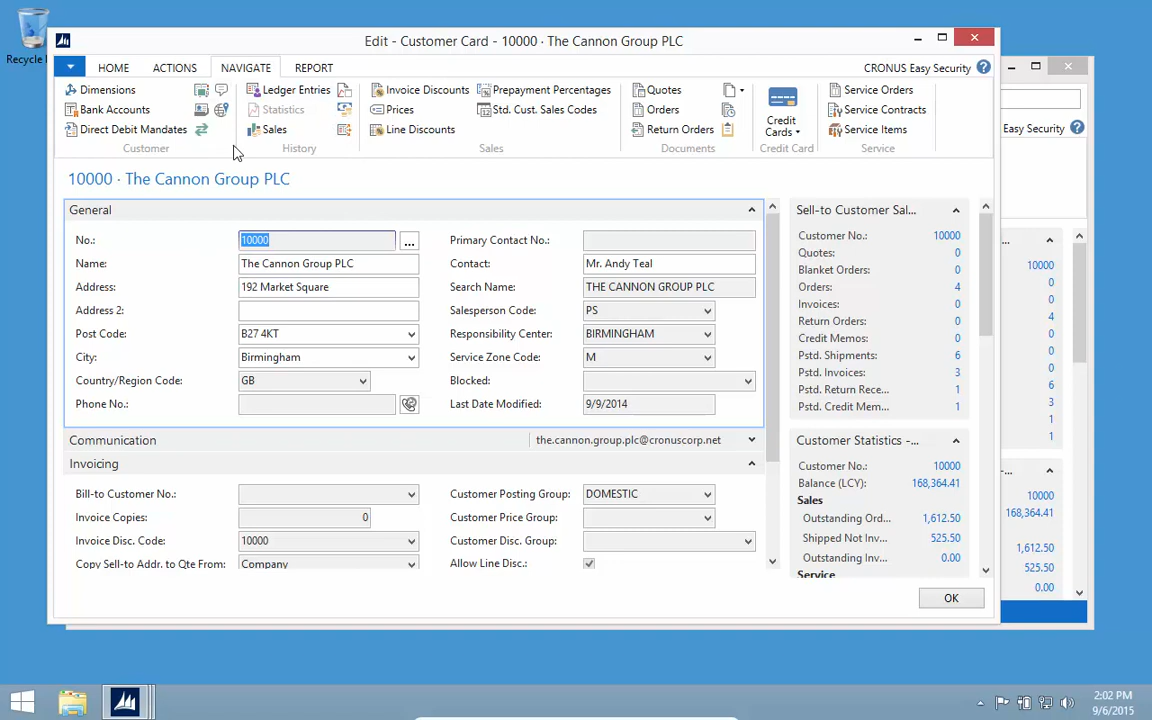 Recycle
Edit - Customer Card - 10000 · The Cannon Group PLC
HOME
ACTIONS
NAVIGATE
REPORT
CRONUS Easy Security
Dimensions
Bank Accounts
Direct Debit Mandates
Customer
Ledger Entries
Statistics
Sales
History
Invoice Discounts
Prices
Line Discounts
Prepayment Percentages
Std. Cust. Sales Codes
Sales
Quotes
Orders
Return Orders
Documents
Credit
Cards
Credit Card
Service Orders
Service Contracts
Service Items
Service
Easy Security
10000 · The Cannon Group PLC
General
No.: 10000 ...
Name: The Cannon Group PLC
Address: 192 Market Square
Address 2:
Post Code: B27 4KT
City: Birmingham
Country/Region Code: GB
Phone No.:
Primary Contact No.:
Contact: Mr. Andy Teal
Search Name: THE CANNON GROUP PLC
Salesperson Code: PS
Responsibility Center: BIRMINGHAM
Service Zone Code: M
Blocked:
Last Date Modified: 9/9/2014
Communication the.cannon.group.plc@cronuscorp.net
Invoicing
Bill-to Customer No.:
Invoice Copies: 0
Invoice Disc. Code: 10000
Copy Sell-to Addr. to Qte From: Company
Customer Posting Group: DOMESTIC
Customer Price Group:
Customer Disc. Group:
Allow Line Disc.:
Sell-to Customer Sal...
Customer No.: 10000
Quotes: 0
Blanket Orders: 0
Orders: 4
Invoices: 0
Return Orders: 0
Credit Memos: 0
Pstd. Shipments: 6
Pstd. Invoices: 3
Pstd. Return Rece... 1
Pstd. Credit Mem... 1
Customer Statistics -...
Customer No.: 10000
Balance (LCY): 168,364.41
Sales
Outstanding Ord... 1,612.50
Shipped Not Inv... 525.50
Outstanding Inv... 0.00
Service
OK
...
10000
0
0
4
0
0
0
6
3
1
1
-...
10000
168,364.41
1,612.50
525.50
0.00
2:02 PM
9/6/2015